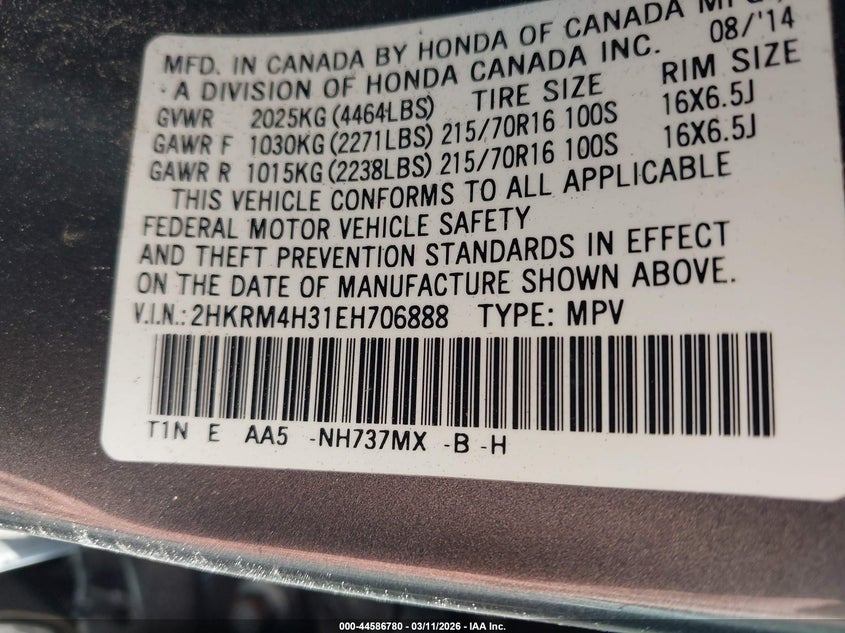 MFD. IN CANADA BY HONDA OF CANADA
A DIVISION OF HONDA CANADA INC. 08/'14
GVWR 2025KG (4464LBS) TIRE SIZE RIM SIZE
GAWR F 1030KG (2271LBS) 215/70R16 100S 16X6.5J
GAWR R 1015KG (2238LBS) 215/70R16 100S 16X6.5J
THIS VEHICLE CONFORMS TO ALL APPLICABLE
FEDERAL MOTOR VEHICLE SAFETY
AND THEFT PREVENTION STANDARDS IN EFFECT
ON THE DATE OF MANUFACTURE SHOWN ABOVE.
V.I.N.: 2HKRM4H31EH706888 TYPE: MPV
T1N E AA5 -NH737MX -B -H
000-44586780 - 03/11/2026 - IAA Inc.